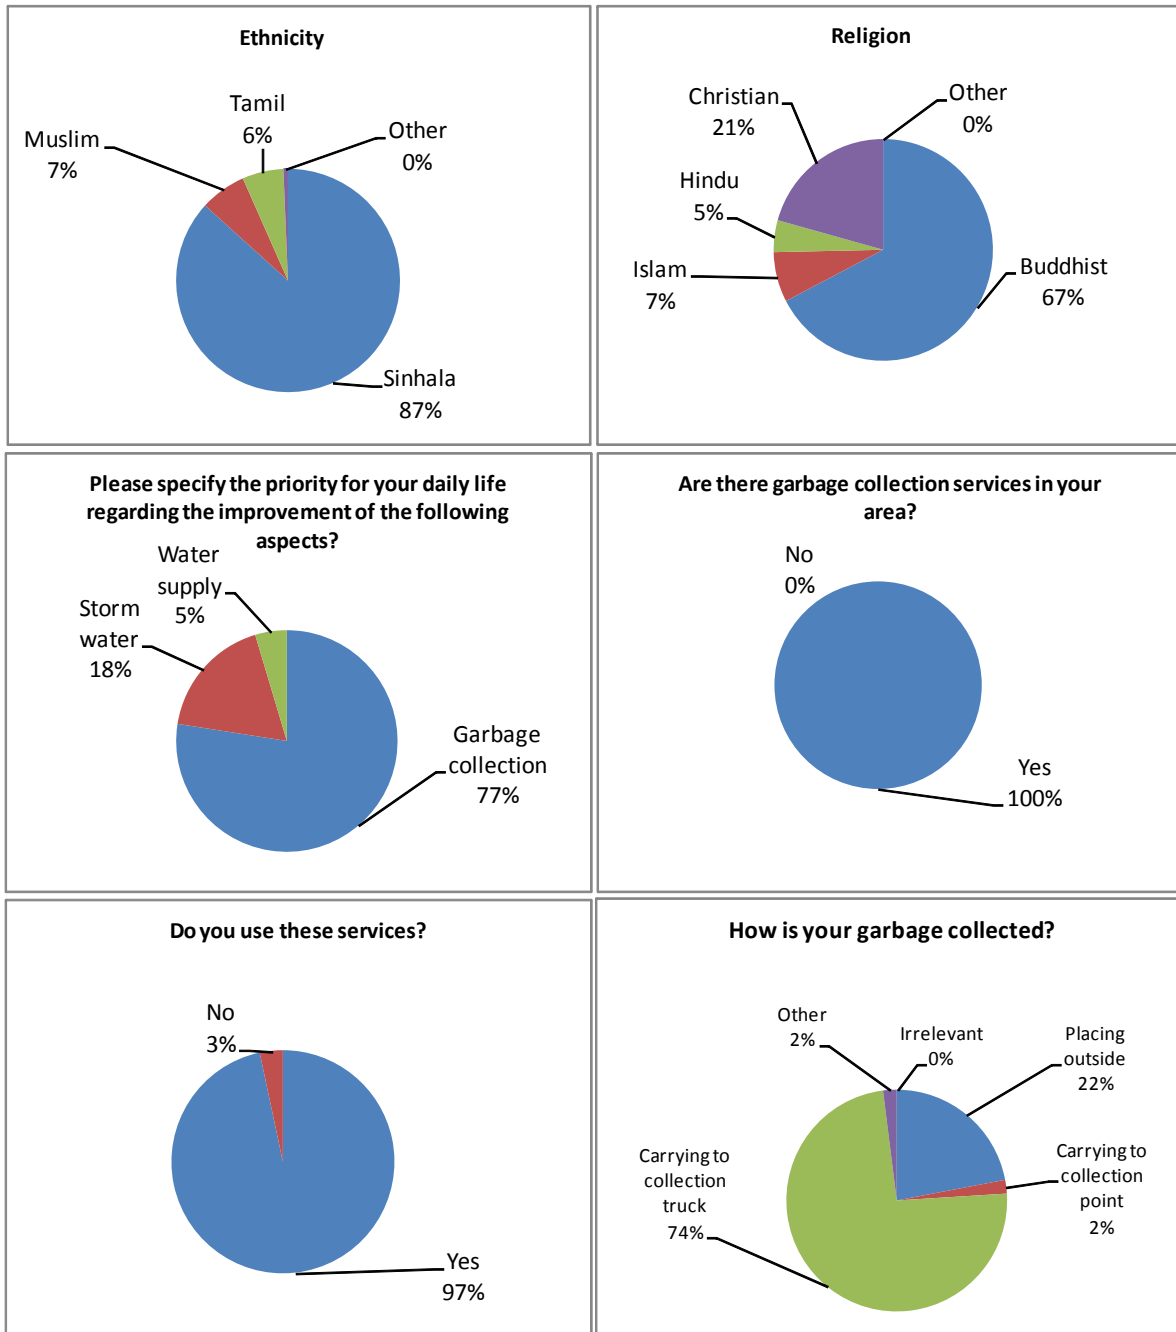 Ethnicity
Tamil
6%
Other
0%
Muslim
7%
Sinhala
87%
Religion
Christian
21%
Other
0%
Hindu
5%
Islam
7%
Buddhist
67%
Please specify the priority for your daily life
regarding the improvement of the following
aspects?
Water
supply
5%
Storm
water
18%
Garbage
collection
77%
Are there garbage collection services in your
area?
No
0%
Yes
100%
Do you use these services?
No
3%
Yes
97%
How is your garbage collected?
Other
2%
Irrelevant
0%
Placing
outside
22%
Carrying to
collection
truck
74%
Carrying to
collection
point
2%